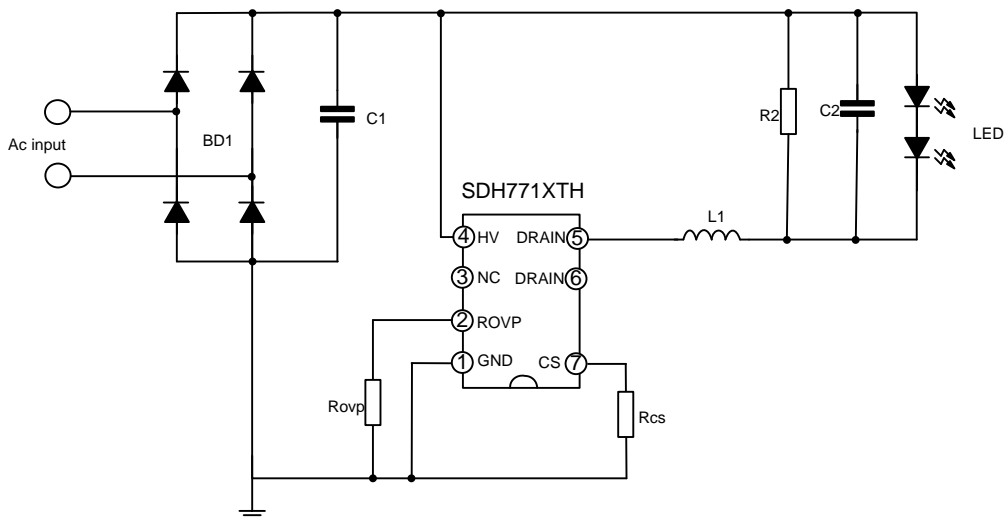 Ac input
BD1
C1
R2
C2
LED
SDH771XTH
L1
4 HV
DRAIN 5
3 NC
DRAIN 6
2 ROVP
1 GND
CS 7
Rovp
Rcs